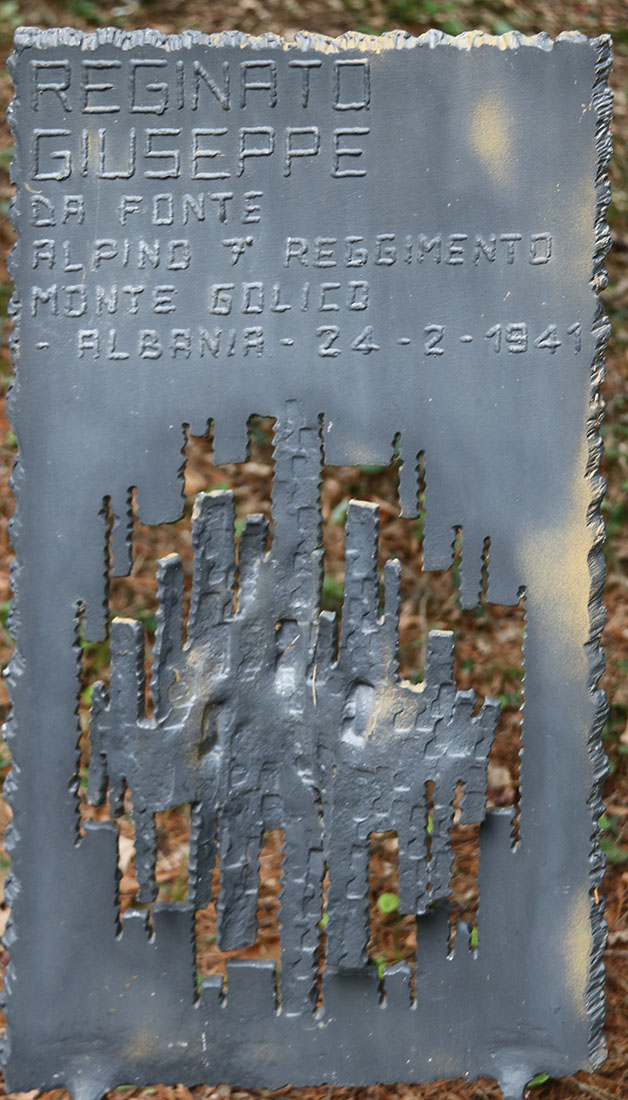 REGINATO
GIUSEPPE
DA FONTE
ALPINO 7° REGGIMENTO
MONTE GOLICO
- ALBANIA - 24 - 2 - 1941